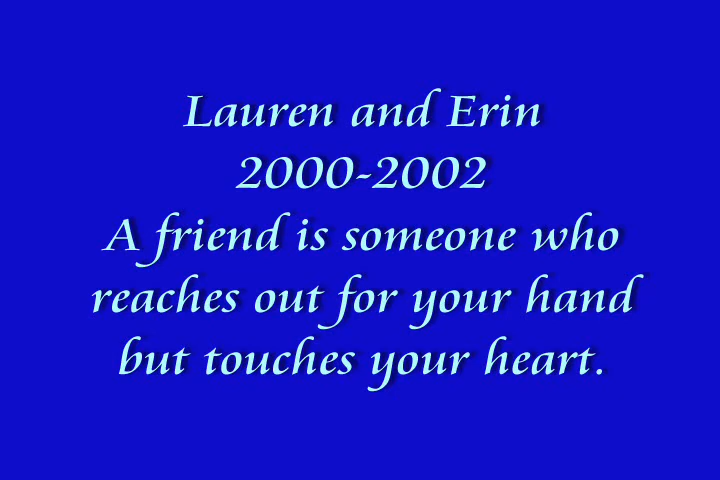 Lauren and Erin
2000-2002
A friend is someone who
reaches out for your hand
but touches your heart.